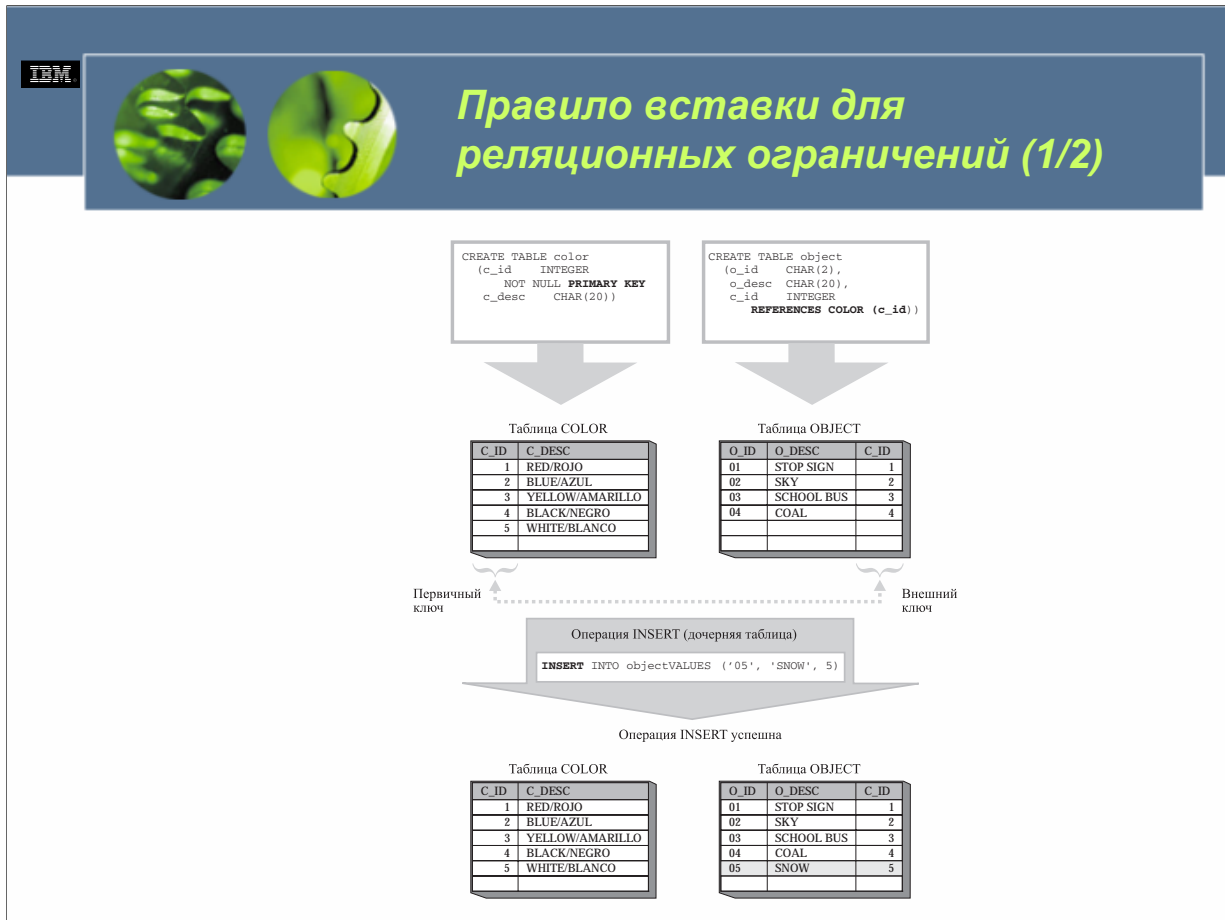 IBM.
Правило вставки для
реляционных ограничений (1/2)
CREATE TABLE color
(c_id INTEGER
NOT NULL PRIMARY KEY
c_desc CHAR(20))
CREATE TABLE object
(o_id CHAR(2),
o_desc CHAR(20),
c_id INTEGER
REFERENCES COLOR (c_id))
Таблица COLOR
C_ID C_DESC
1 RED/ROJO
2 BLUE/AZUL
3 YELLOW/AMARILLO
4 BLACK/NEGRO
5 WHITE/BLANCO
Таблица OBJECT
O_ID O_DESC C_ID
01 STOP SIGN 1
02 SKY 2
03 SCHOOL BUS 3
04 COAL 4
Первичный
ключ
Внешний
ключ
Операция INSERT (дочерняя таблица)
INSERT INTO objectVALUES ('05', 'SNOW', 5)
Операция INSERT успешна
Таблица COLOR
C_ID C_DESC
1 RED/ROJO
2 BLUE/AZUL
3 YELLOW/AMARILLO
4 BLACK/NEGRO
5 WHITE/BLANCO
Таблица OBJECT
O_ID O_DESC C_ID
01 STOP SIGN 1
02 SKY 2
03 SCHOOL BUS 3
04 COAL 4
05 SNOW 5